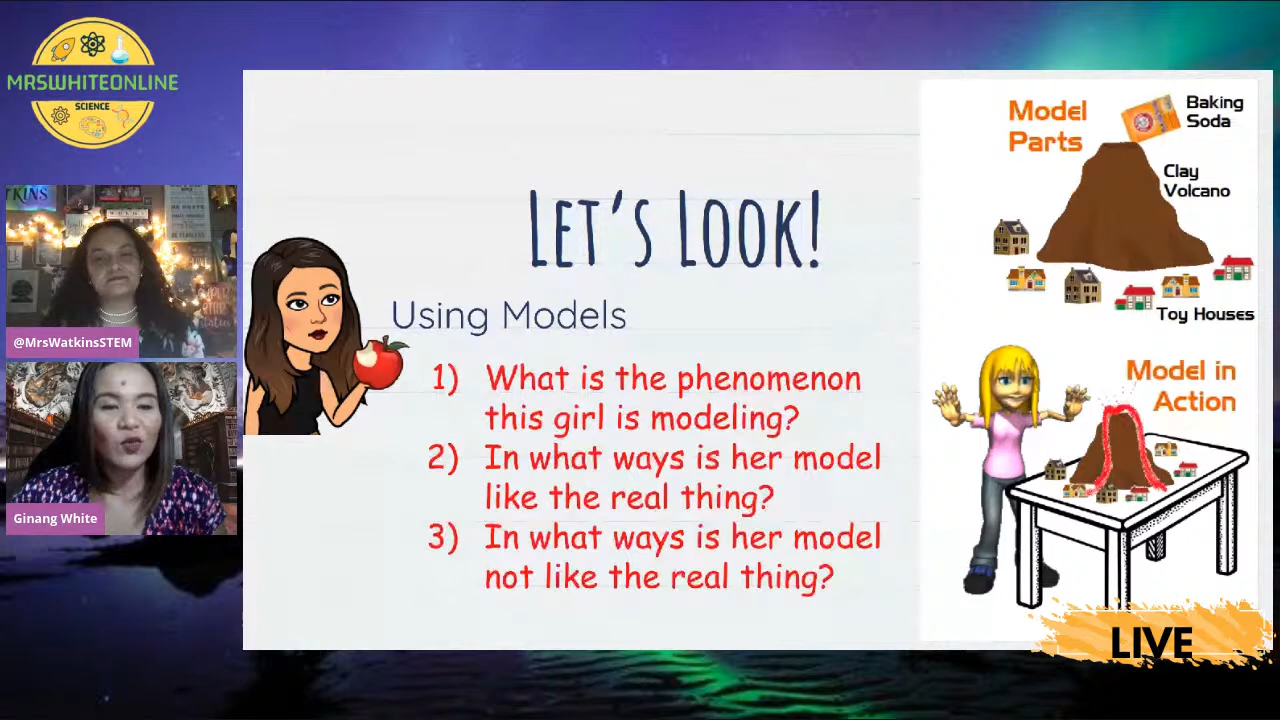 MRSWHITEONLINE
SCIENCE
@MrsWatkinsSTEM
Ginang White
Let's Look!
Using Models
1) What is the phenomenon
this girl is modeling?
2) In what ways is her model
like the real thing?
3) In what ways is her model
not like the real thing?
Model
Parts
Baking
Soda
Clay
Volcano
Toy Houses
Model in
Action
LIVE